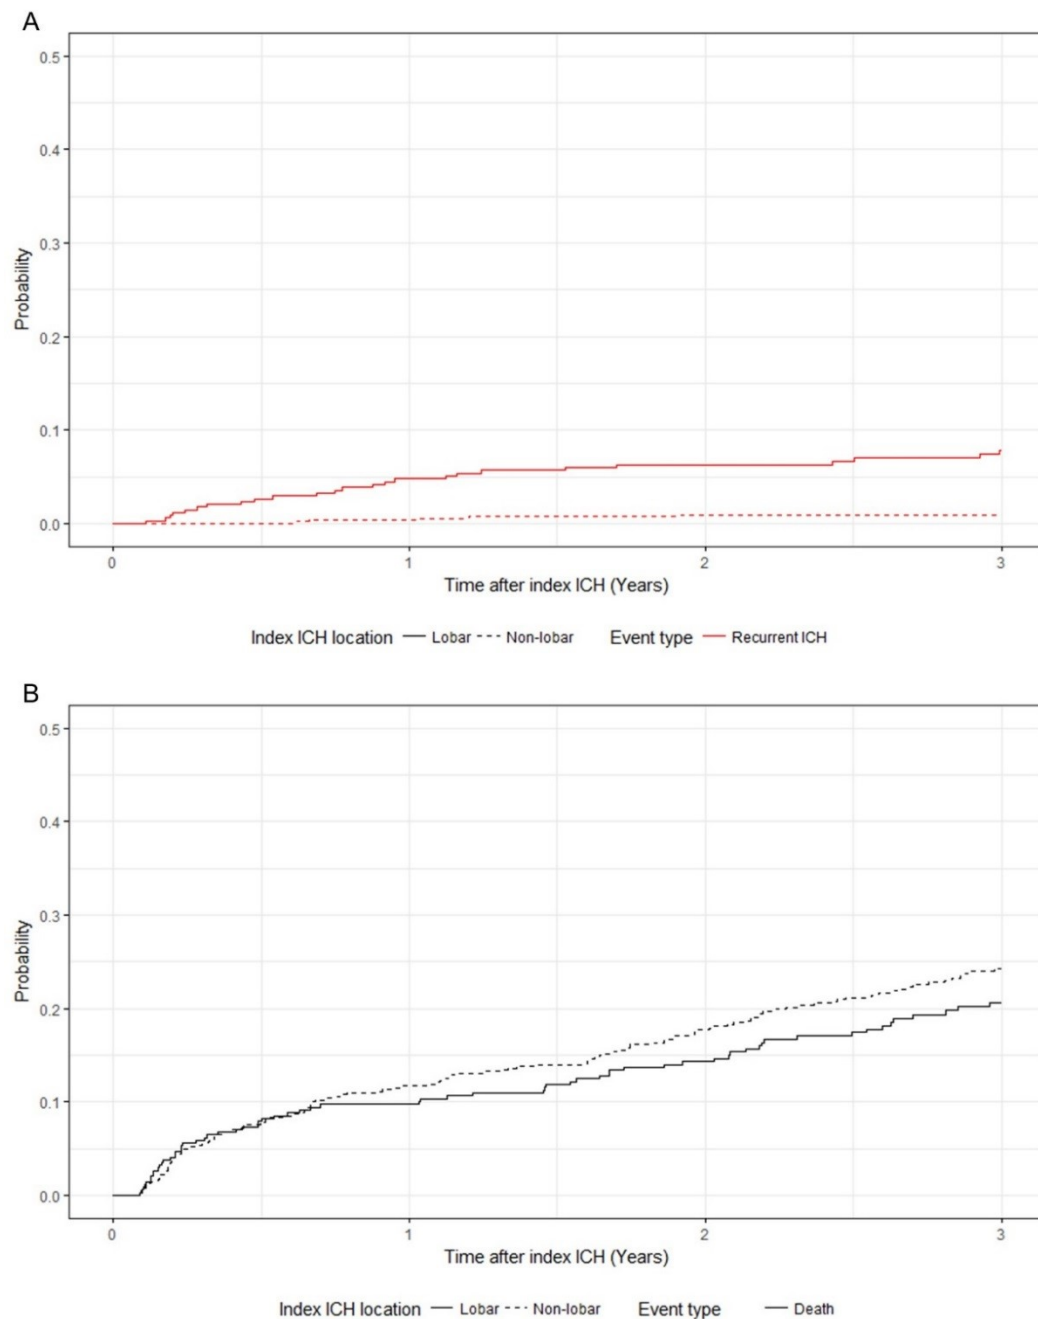 A
0.5
0.4
0.3
0.2
0.1
0.0
Probability
0 1 2 3
Time after index ICH (Years)
Index ICH location Lobar Non-lobar Event type Recurrent ICH
B
0.5
0.4
0.3
0.2
0.1
0.0
Probability
0 1 2 3
Time after index ICH (Years)
Index ICH location Lobar Non-lobar Event type Death